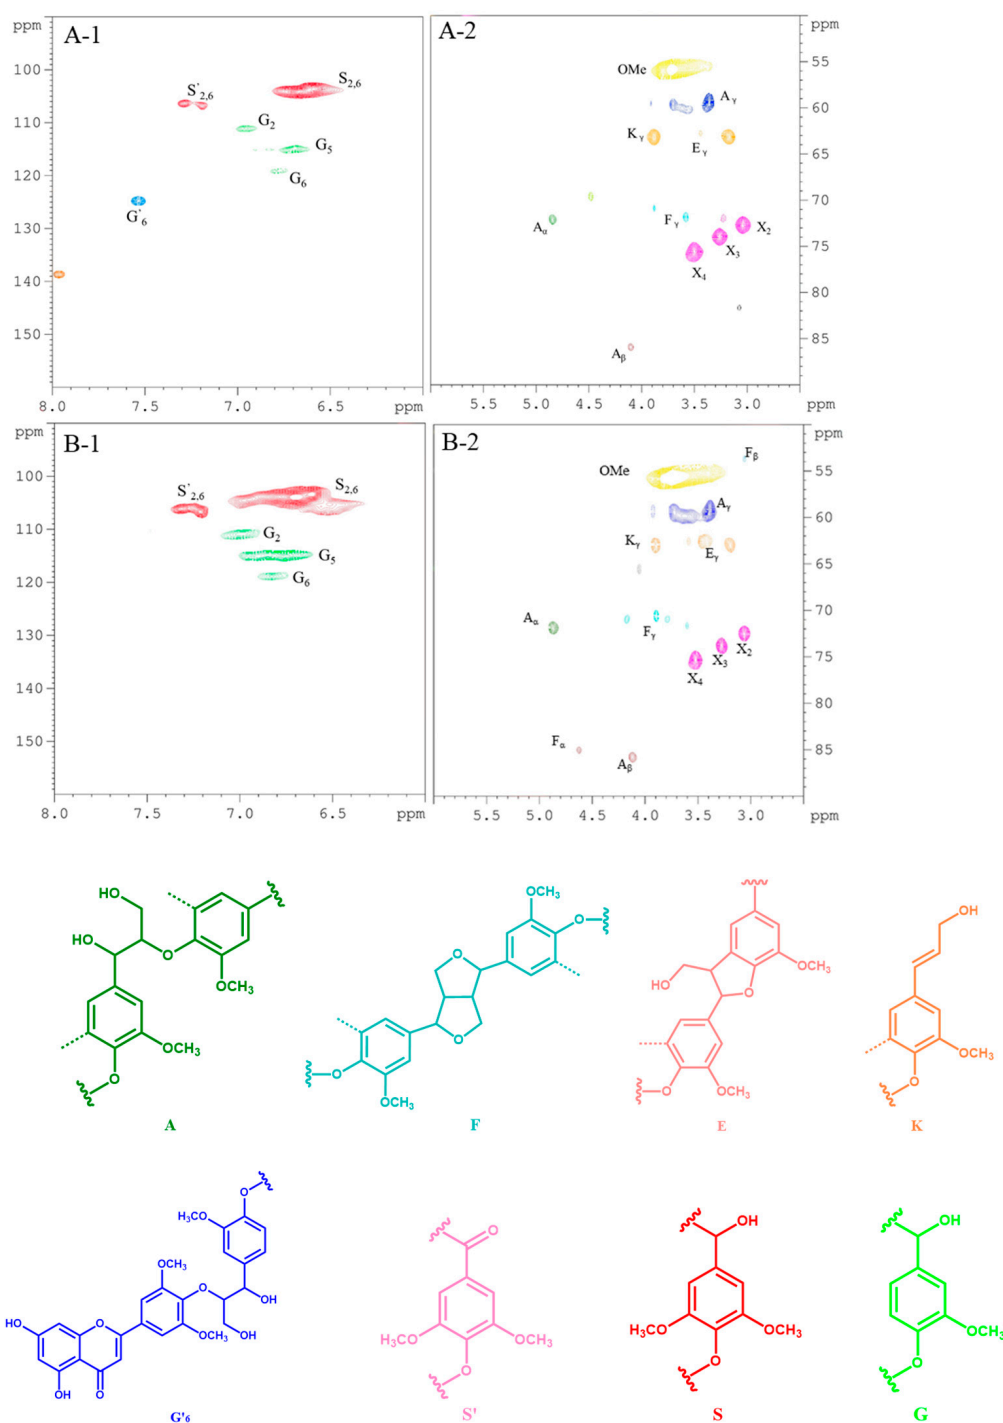 A-1
ppm
100
110
120
130
140
150
8.0
7.5
7.0
6.5
ppm
S'2,6
S2,6
G2
G5
G6
G'6
A-2
ppm
55
60
65
70
75
80
85
5.5
5.0
4.5
4.0
3.5
3.0
ppm
OMe
Aγ
Kγ
Eγ
Fγ
Aα
X2
X3
X4
Aβ
B-1
ppm
100
110
120
130
140
150
8.0
7.5
7.0
6.5
ppm
S'2,6
S2,6
G2
G5
G6
B-2
ppm
55
60
65
70
75
80
85
5.5
5.0
4.5
4.0
3.5
3.0
ppm
Fβ
OMe
Aγ
Kγ
Eγ
Aα
Fγ
X2
X3
X4
Fα
Aβ
HO
HO
O
OCH3
OCH3
O
A
OCH3
O
O
O
O
OCH3
F
HO
O
OCH3
O
OCH3
E
OH
OCH3
O
K
O
H3CO
OCH3
O
OH
OH
OCH3
HO
O
OH
O
G'6
O
OCH3
OCH3
O
S'
OH
H3CO
OCH3
O
S
OH
OCH3
O
G